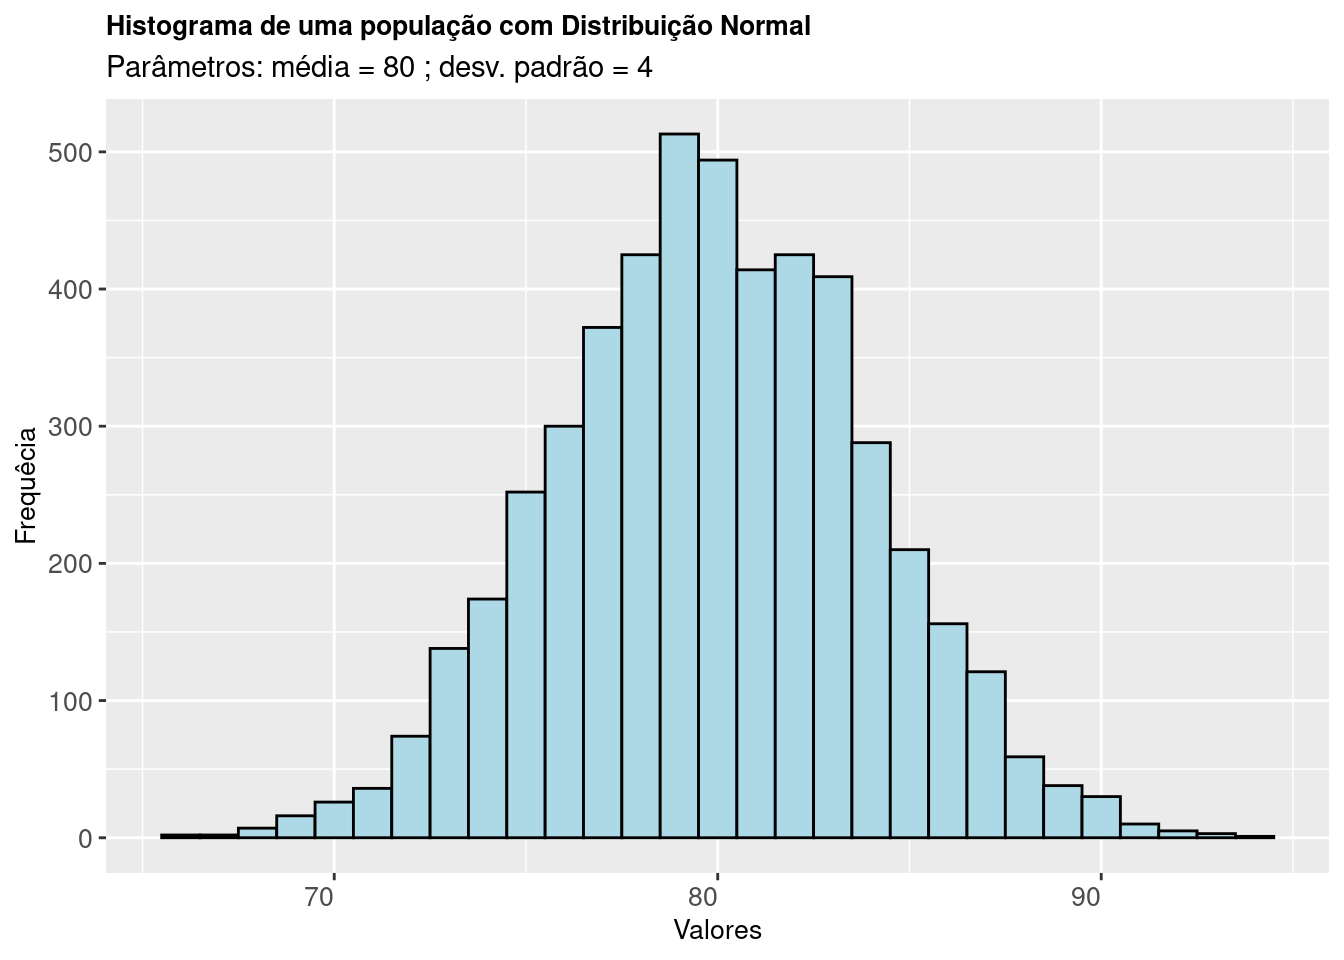 Histograma de uma população com Distribuição Normal
Parâmetros: média = 80 ; desv. padrão = 4
500
400
300
200
100
0
Frequêcia
70 80 90
Valores